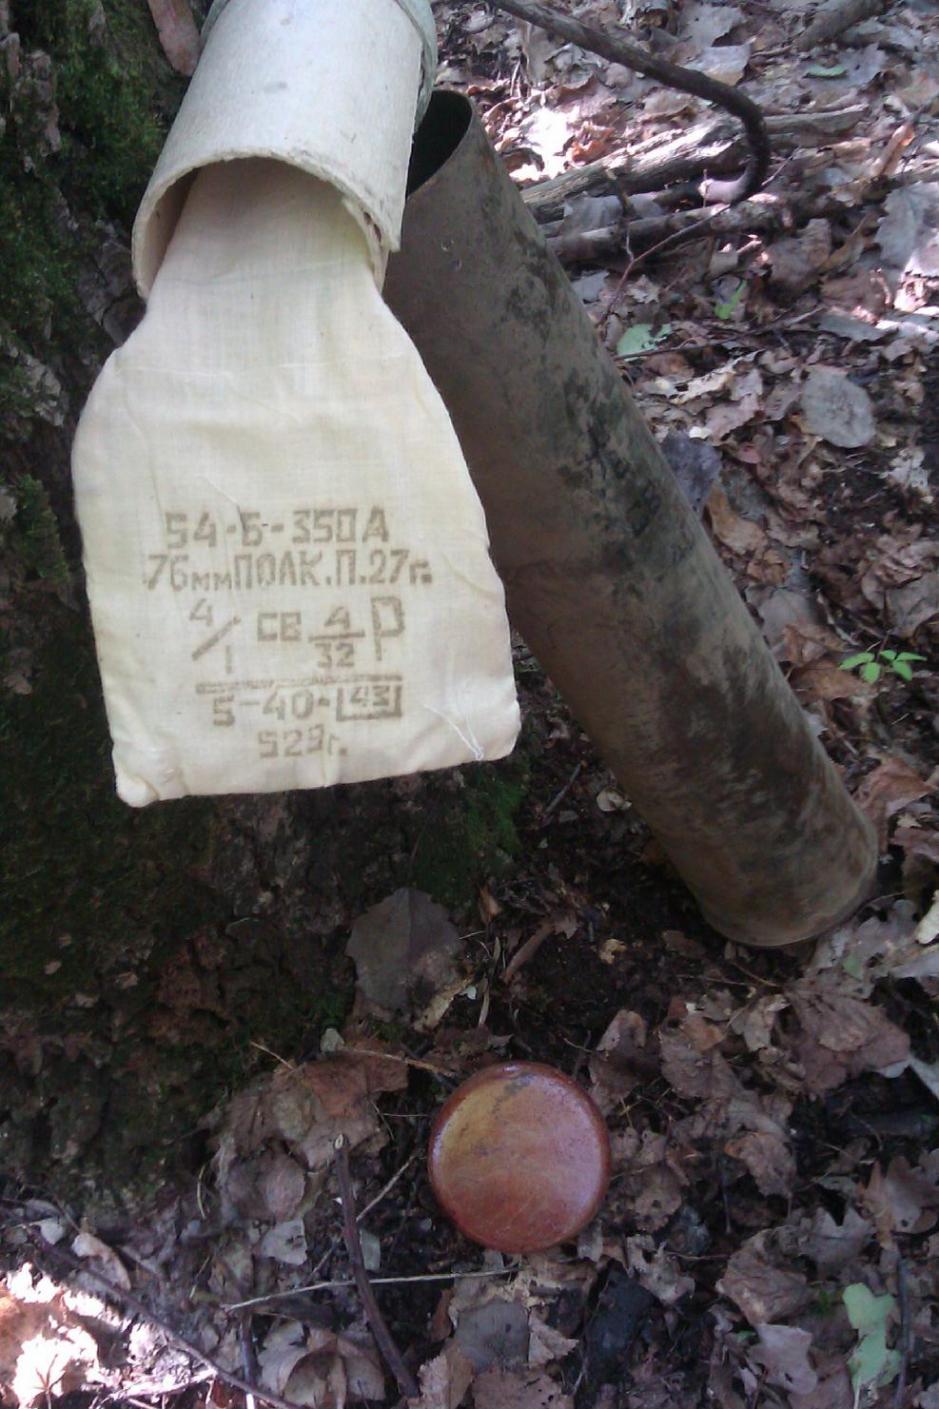 54-Б-350А
76ммПОЛК.П.27г.
4/1 СВ 4/32 Р
5-40-43
529г.